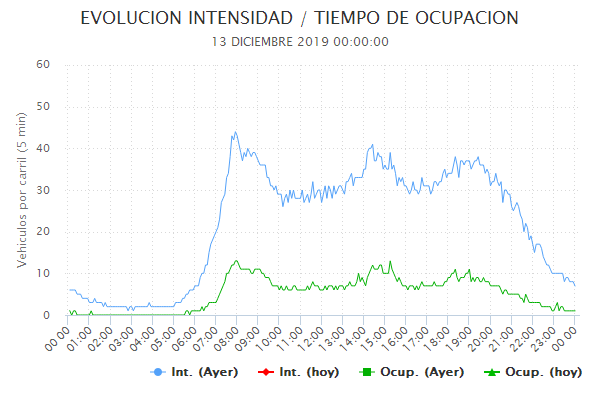 EVOLUCION INTENSIDAD / TIEMPO DE OCUPACION
13 DICIEMBRE 2019 00:00:00
Vehiculos por carril (5 min)
60
50
40
30
20
10
0
00:00 01:00 02:00 03:00 04:00 05:00 06:00 07:00 08:00 09:00 10:00 11:00 12:00 13:00 14:00 15:00 16:00 17:00 18:00 19:00 20:00 21:00 22:00 23:00 00:00
Int. (Ayer) Int. (hoy) Ocup. (Ayer) Ocup. (hoy)